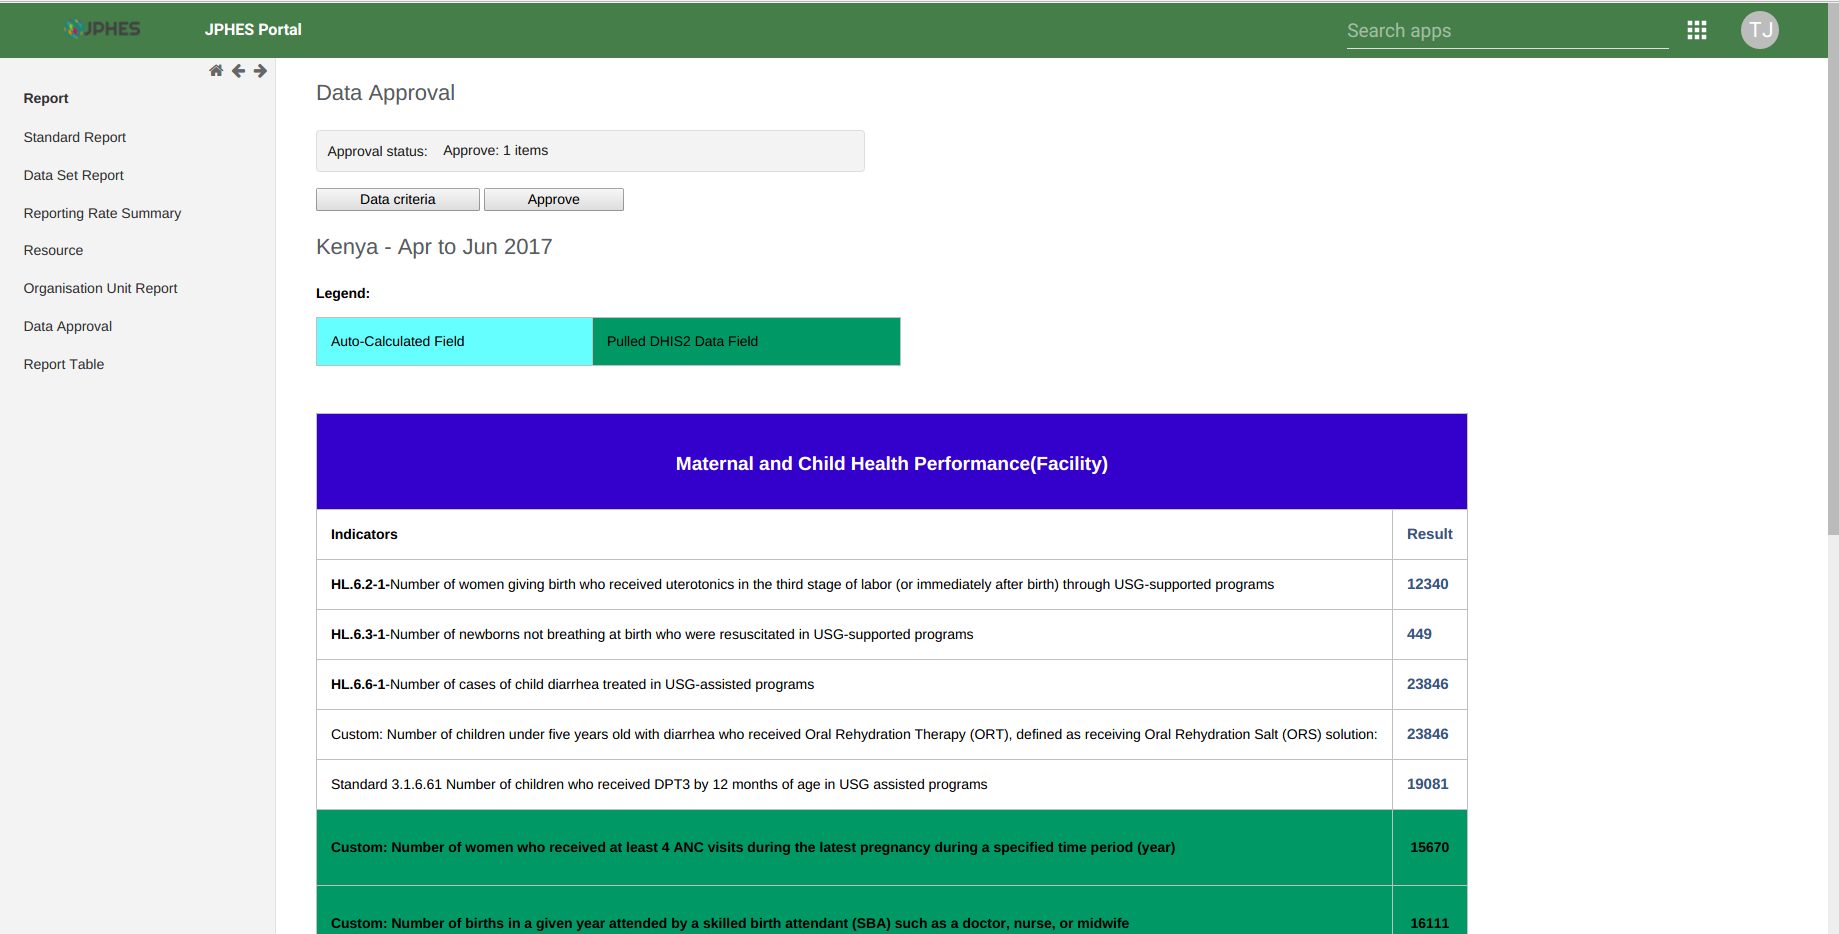 JPHES
JPHES Portal
Search apps
TJ
Report
Standard Report
Data Set Report
Reporting Rate Summary
Resource
Organisation Unit Report
Data Approval
Report Table
Data Approval
Approval status: Approve: 1 items
Data criteria Approve
Kenya - Apr to Jun 2017
Legend:
Auto-Calculated Field Pulled DHIS2 Data Field
Maternal and Child Health Performance(Facility)
Indicators Result
HL.6.2-1-Number of women giving birth who received uterotonics in the third stage of labor (or immediately after birth) through USG-supported programs 12340
HL.6.3-1-Number of newborns not breathing at birth who were resuscitated in USG-supported programs 449
HL.6.6-1-Number of cases of child diarrhea treated in USG-assisted programs 23846
Custom: Number of children under five years old with diarrhea who received Oral Rehydration Therapy (ORT), defined as receiving Oral Rehydration Salt (ORS) solution: 23846
Standard 3.1.6.61 Number of children who received DPT3 by 12 months of age in USG assisted programs 19081
Custom: Number of women who received at least 4 ANC visits during the latest pregnancy during a specified time period (year) 15670
Custom: Number of births in a given year attended by a skilled birth attendant (SBA) such as a doctor, nurse, or midwife 16111